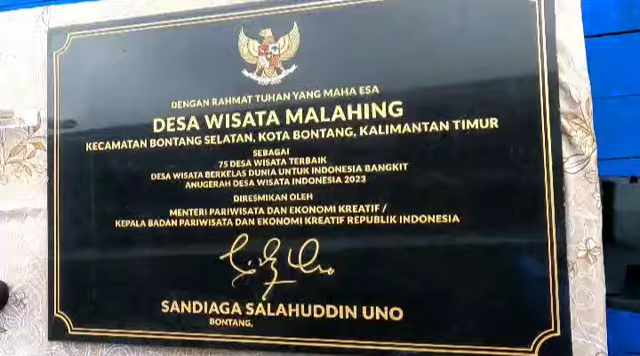 DENGAN RAHMAT TUHAN YANG MAHA ESA
DESA WISATA MALAHING
KECAMATAN BONTANG SELATAN, KOTA BONTANG, KALIMANTAN TIMUR
SEBAGAI
75 DESA WISATA TERBAIK
DESA WISATA BERKELAS DUNIA UNTUK INDONESIA BANGKIT
ANUGERAH DESA WISATA INDONESIA 2023
DIRESMIKAN OLEH
MENTERI PARIWISATA DAN EKONOMI KREATIF /
KEPALA BADAN PARIWISATA DAN EKONOMI KREATIF REPUBLIK INDONESIA
SANDIAGA SALAHUDDIN UNO
BONTANG,